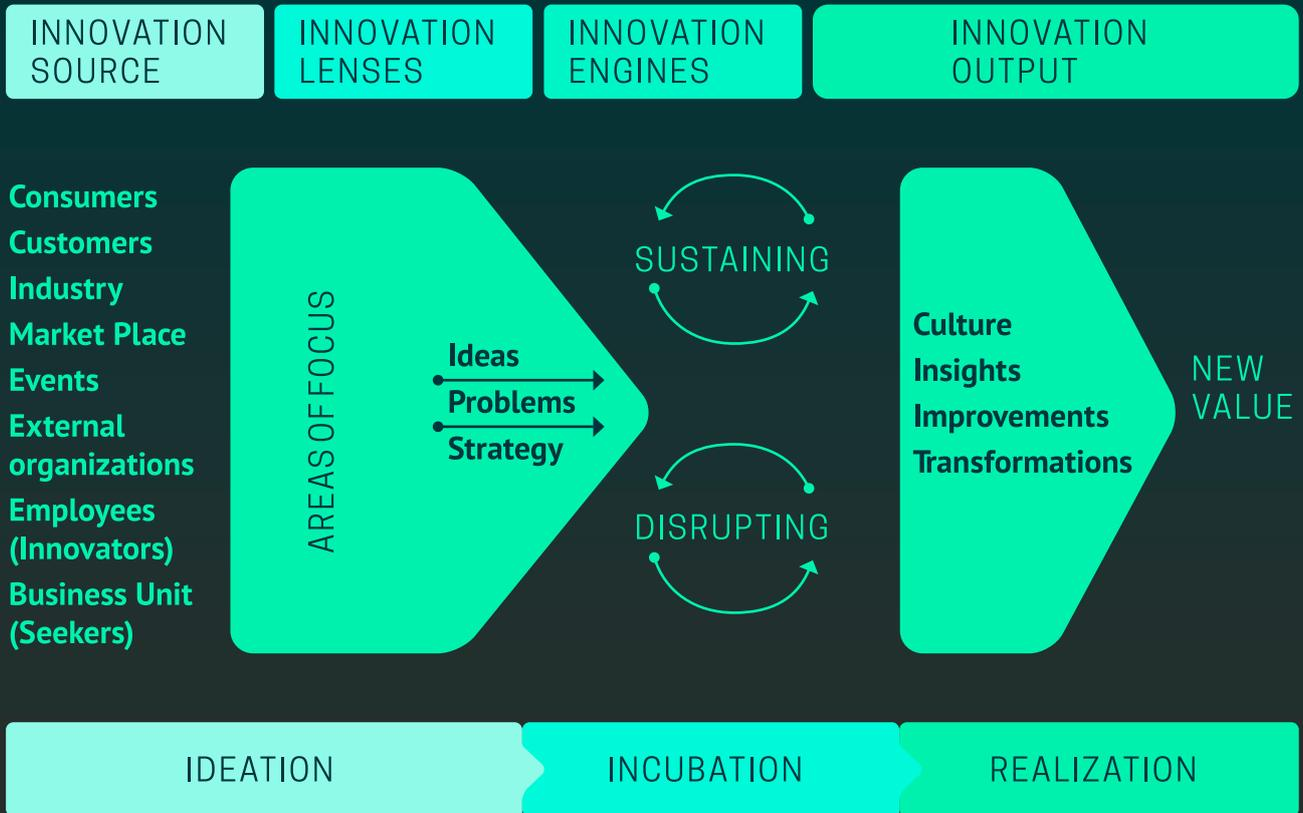 INNOVATION
SOURCE
INNOVATION
LENSES
INNOVATION
ENGINES
INNOVATION
OUTPUT
Consumers
Customers
Industry
Market Place
Events
External
organizations
Employees
(Innovators)
Business Unit
(Seekers)
AREAS OF FOCUS
Ideas
Problems
Strategy
SUSTAINING
DISRUPTING
Culture
Insights
Improvements
Transformations
NEW
VALUE
IDEATION
INCUBATION
REALIZATION